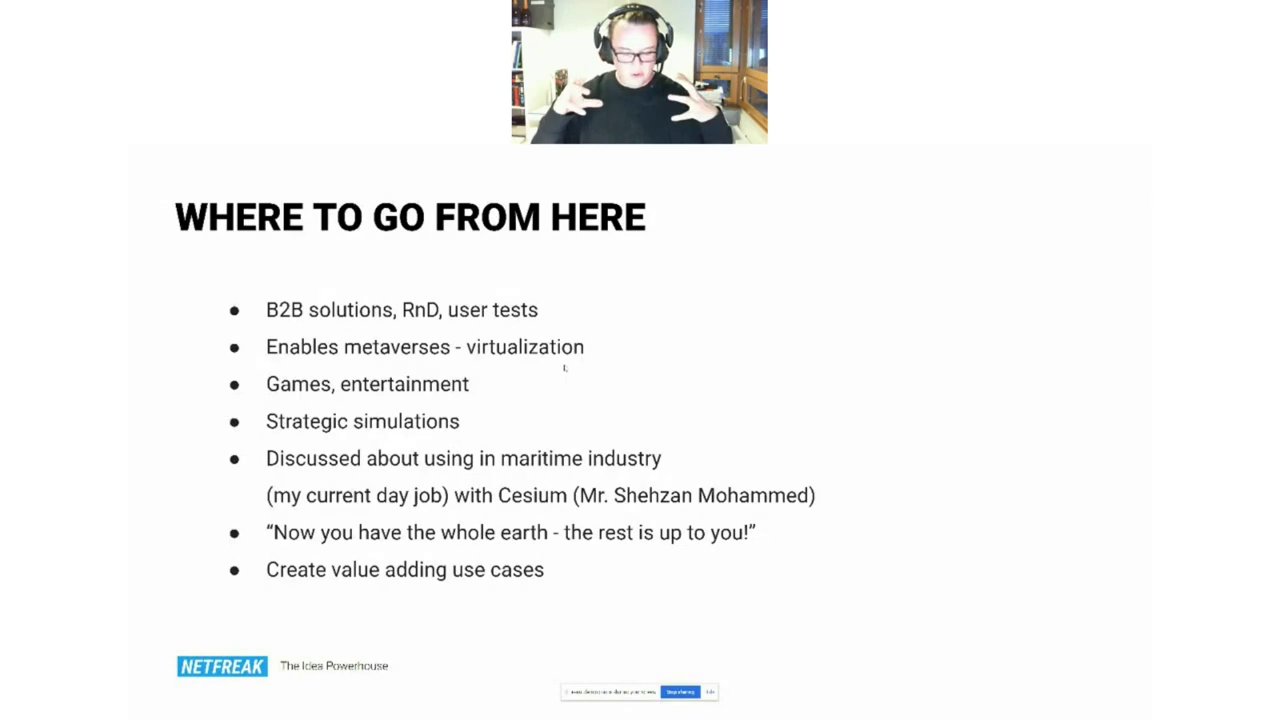 WHERE TO GO FROM HERE
● B2B solutions, RnD, user tests
● Enables metaverses - virtualization
● Games, entertainment
● Strategic simulations
● Discussed about using in maritime industry
(my current day job) with Cesium (Mr. Shehzan Mohammed)
● “Now you have the whole earth - the rest is up to you!”
● Create value adding use cases
NETFREAK The Idea Powerhouse
Stop sharing